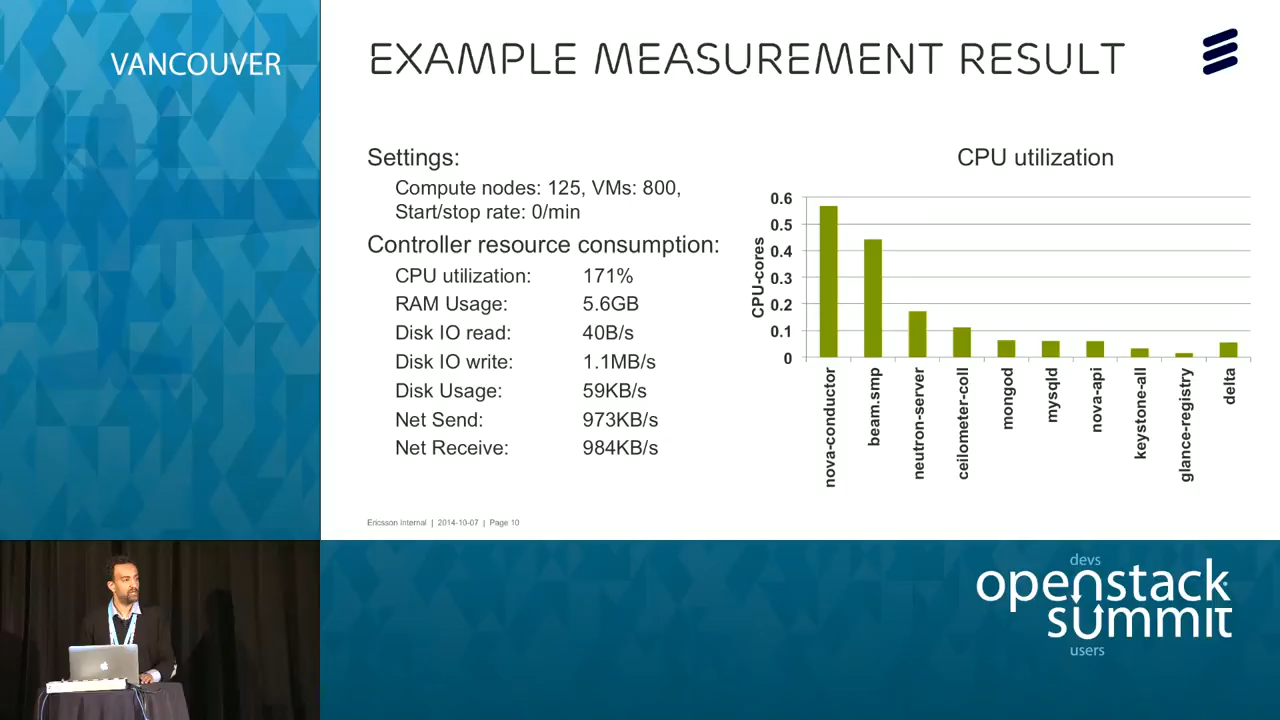 VANCOUVER
EXAMPLE MEASUREMENT RESULT
Settings:
Compute nodes: 125, VMs: 800,
Start/stop rate: 0/min
Controller resource consumption:
CPU utilization: 171%
RAM Usage: 5.6GB
Disk IO read: 40B/s
Disk IO write: 1.1MB/s
Disk Usage: 59KB/s
Net Send: 973KB/s
Net Receive: 984KB/s
CPU utilization
CPU-cores
0.6
0.5
0.4
0.3
0.2
0.1
0
nova-conductor
beam.smp
neutron-server
ceilometer-coll
mongod
mysqld
nova-api
keystone-all
glance-registry
delta
Ericsson Internal | 2014-10-07 | Page 10
devs
openstack
summit
users